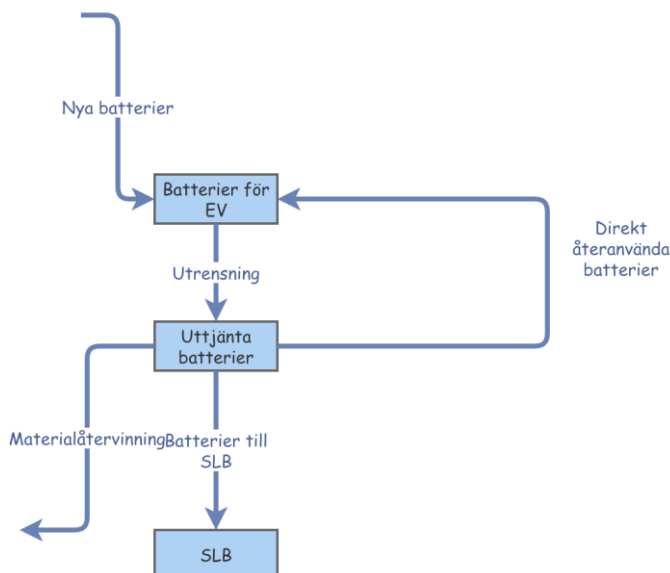 Nya batterier
Batterier för
EV
Direkt
återanvända
batterier
Utrensning
Uttjänta
batterier
Materialåtervinning
Batterier till
SLB
SLB